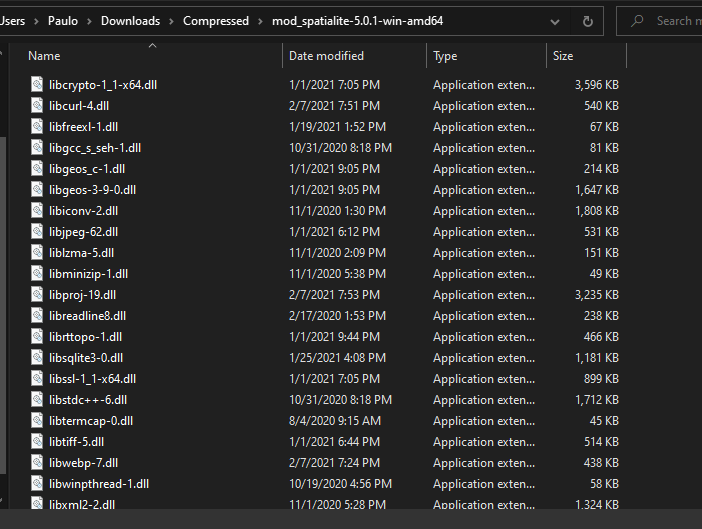 Users > Paulo > Downloads > Compressed > mod_spatialite-5.0.1-win-amd64 Search m
Name Date modified Type Size
libcrypto-1_1-x64.dll 1/1/2021 7:05 PM Application exten... 3,596 KB
libcurl-4.dll 2/7/2021 7:51 PM Application exten... 540 KB
libfreexl-1.dll 1/19/2021 1:52 PM Application exten... 67 KB
libgcc_s_seh-1.dll 10/31/2020 8:18 PM Application exten... 81 KB
libgeos_c-1.dll 1/1/2021 9:05 PM Application exten... 214 KB
libgeos-3-9-0.dll 1/1/2021 9:05 PM Application exten... 1,647 KB
libiconv-2.dll 11/1/2020 1:30 PM Application exten... 1,808 KB
libjpeg-62.dll 1/1/2021 6:12 PM Application exten... 531 KB
liblzma-5.dll 11/1/2020 2:09 PM Application exten... 151 KB
libminizip-1.dll 11/1/2020 5:38 PM Application exten... 49 KB
libproj-19.dll 2/7/2021 7:53 PM Application exten... 3,235 KB
libreadline8.dll 2/17/2020 1:53 PM Application exten... 238 KB
librttopo-1.dll 1/1/2021 9:44 PM Application exten... 466 KB
libsqlite3-0.dll 1/25/2021 4:08 PM Application exten... 1,181 KB
libssl-1_1-x64.dll 1/1/2021 7:05 PM Application exten... 899 KB
libstdc++-6.dll 10/31/2020 8:18 PM Application exten... 1,712 KB
libtermcap-0.dll 8/4/2020 9:15 AM Application exten... 45 KB
libtiff-5.dll 1/1/2021 6:44 PM Application exten... 514 KB
libwebp-7.dll 2/7/2021 7:24 PM Application exten... 438 KB
libwinpthread-1.dll 10/19/2020 4:56 PM Application exten... 58 KB
libxml2-2.dll 11/1/2020 5:28 PM Application exten... 1,324 KB